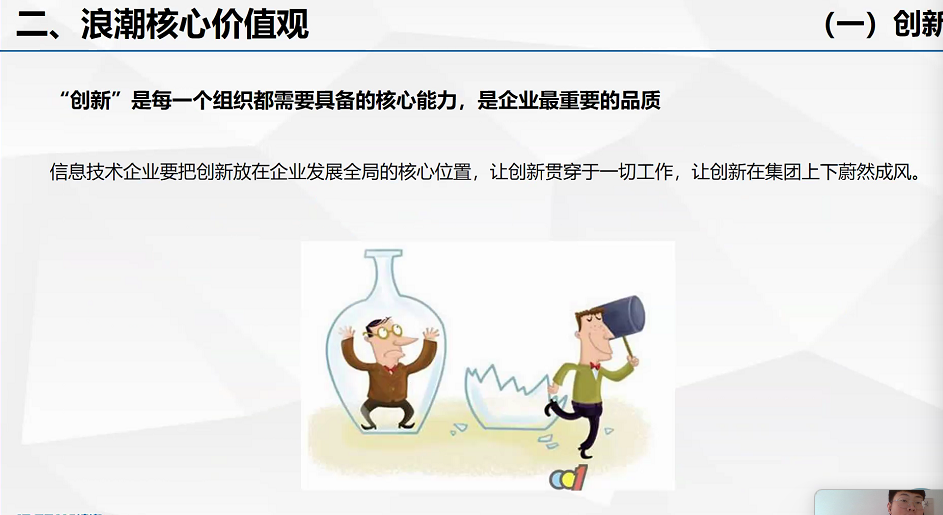 二、浪潮核心价值观
（一）创新
“创新”是每一个组织都需要具备的核心能力，是企业最重要的品质
信息技术企业要把创新放在企业发展全局的核心位置，让创新贯穿于一切工作，让创新在集团上下蔚然成风。